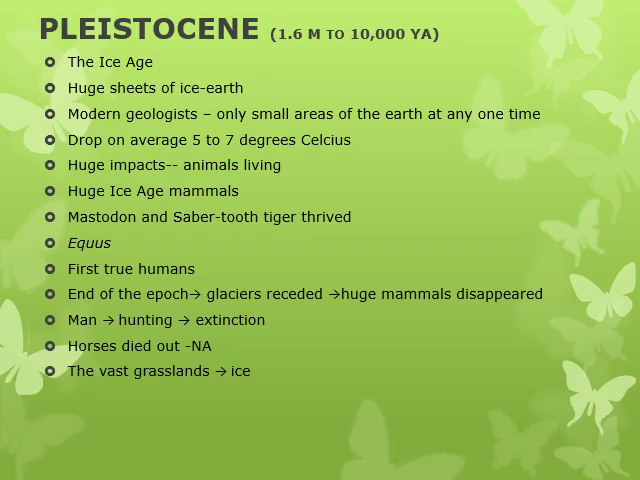 PLEISTOCENE (1.6 M TO 10,000 YA)
The Ice Age
Huge sheets of ice-earth
Modern geologists – only small areas of the earth at any one time
Drop on average 5 to 7 degrees Celcius
Huge impacts-- animals living
Huge Ice Age mammals
Mastodon and Saber-tooth tiger thrived
Equus
First true humans
End of the epoch→ glaciers receded →huge mammals disappeared
Man → hunting → extinction
Horses died out -NA
The vast grasslands → ice